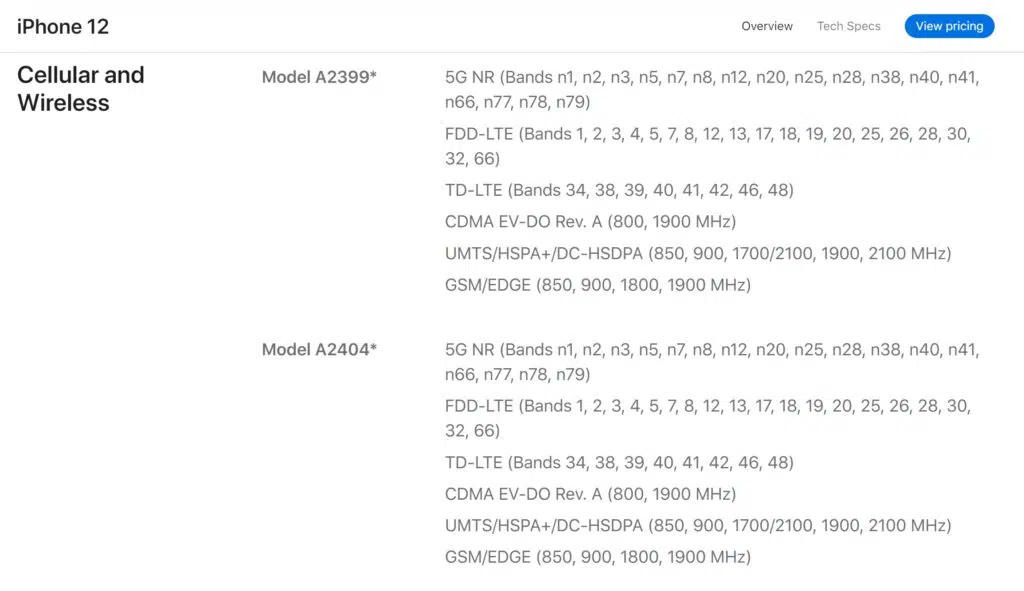 iPhone 12
Overview
Tech Specs
View pricing
Cellular and
Wireless
Model A2399*
5G NR (Bands n1, n2, n3, n5, n7, n8, n12, n20, n25, n28, n38, n40, n41,
n66, n77, n78, n79)
FDD-LTE (Bands 1, 2, 3, 4, 5, 7, 8, 12, 13, 17, 18, 19, 20, 25, 26, 28, 30,
32, 66)
TD-LTE (Bands 34, 38, 39, 40, 41, 42, 46, 48)
CDMA EV-DO Rev. A (800, 1900 MHz)
UMTS/HSPA+/DC-HSDPA (850, 900, 1700/2100, 1900, 2100 MHz)
GSM/EDGE (850, 900, 1800, 1900 MHz)
Model A2404*
5G NR (Bands n1, n2, n3, n5, n7, n8, n12, n20, n25, n28, n38, n40, n41,
n66, n77, n78, n79)
FDD-LTE (Bands 1, 2, 3, 4, 5, 7, 8, 12, 13, 17, 18, 19, 20, 25, 26, 28, 30,
32, 66)
TD-LTE (Bands 34, 38, 39, 40, 41, 42, 46, 48)
CDMA EV-DO Rev. A (800, 1900 MHz)
UMTS/HSPA+/DC-HSDPA (850, 900, 1700/2100, 1900, 2100 MHz)
GSM/EDGE (850, 900, 1800, 1900 MHz)